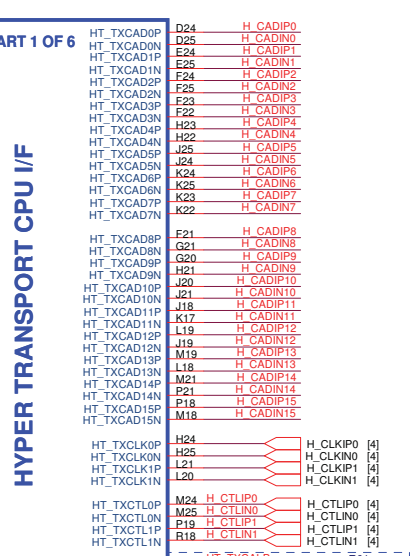 ART 1 OF 6
HYPER TRANSPORT CPU I/F
HT_TXCAD0P D24 H_CADIP0
HT_TXCAD0N D25 H_CADIN0
HT_TXCAD1P E24 H_CADIP1
HT_TXCAD1N E25 H_CADIN1
HT_TXCAD2P F24 H_CADIP2
HT_TXCAD2N F25 H_CADIN2
HT_TXCAD3P F23 H_CADIP3
HT_TXCAD3N F22 H_CADIN3
HT_TXCAD4P H23 H_CADIP4
HT_TXCAD4N H22 H_CADIN4
HT_TXCAD5P J25 H_CADIP5
HT_TXCAD5N J24 H_CADIN5
HT_TXCAD6P K24 H_CADIP6
HT_TXCAD6N K25 H_CADIN6
HT_TXCAD7P K23 H_CADIP7
HT_TXCAD7N K22 H_CADIN7
HT_TXCAD8P F21 H_CADIP8
HT_TXCAD8N G21 H_CADIN8
HT_TXCAD9P G20 H_CADIP9
HT_TXCAD9N H21 H_CADIN9
HT_TXCAD10P J20 H_CADIP10
HT_TXCAD10N J21 H_CADIN10
HT_TXCAD11P J18 H_CADIP11
HT_TXCAD11N K17 H_CADIN11
HT_TXCAD12P L19 H_CADIP12
HT_TXCAD12N J19 H_CADIN12
HT_TXCAD13P M19 H_CADIP13
HT_TXCAD13N L18 H_CADIN13
HT_TXCAD14P M21 H_CADIP14
HT_TXCAD14N P21 H_CADIN14
HT_TXCAD15P P18 H_CADIP15
HT_TXCAD15N M18 H_CADIN15
HT_TXCLK0P H24 H_CLKIP0 [4]
HT_TXCLK0N H25 H_CLKIN0 [4]
HT_TXCLK1P L21 H_CLKIP1 [4]
HT_TXCLK1N L20 H_CLKIN1 [4]
HT_TXCTL0P M24 H_CTLIP0 H_CTLIP0 [4]
HT_TXCTL0N M25 H_CTLIN0 H_CTLIN0 [4]
HT_TXCTL1P P19 H_CTLIP1 H_CTLIP1 [4]
HT_TXCTL1N R18 H_CTLIN1 H_CTLIN1 [4]